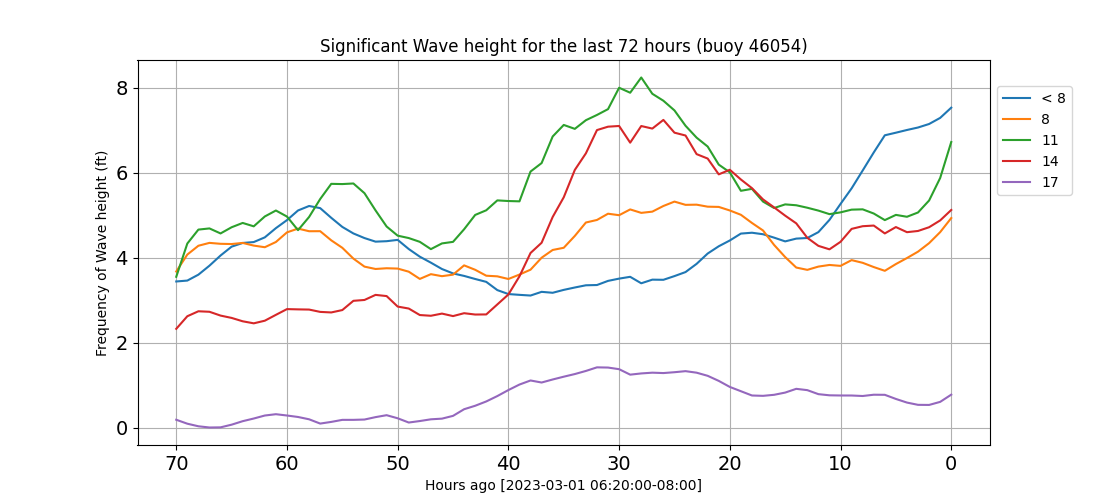 Significant Wave height for the last 72 hours (buoy 46054)
Frequency of Wave height (ft)
8
6
4
2
0
70 60 50 40 30 20 10 0
Hours ago [2023-03-01 06:20:00-08:00]
< 8
8
11
14
17